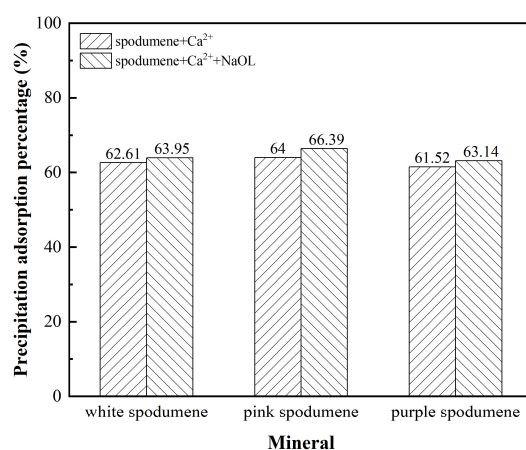 Precipitation adsorption percentage (%)
100
80
60
40
20
0
spodumene+Ca²⁺
spodumene+Ca²⁺+NaOL
62.61
63.95
64
66.39
61.52
63.14
white spodumene
pink spodumene
purple spodumene
Mineral